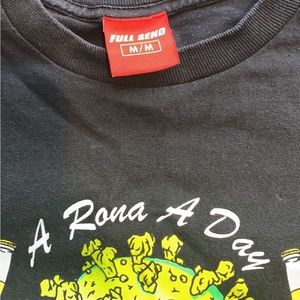 FULL SEND
M/M
A Rona A Day